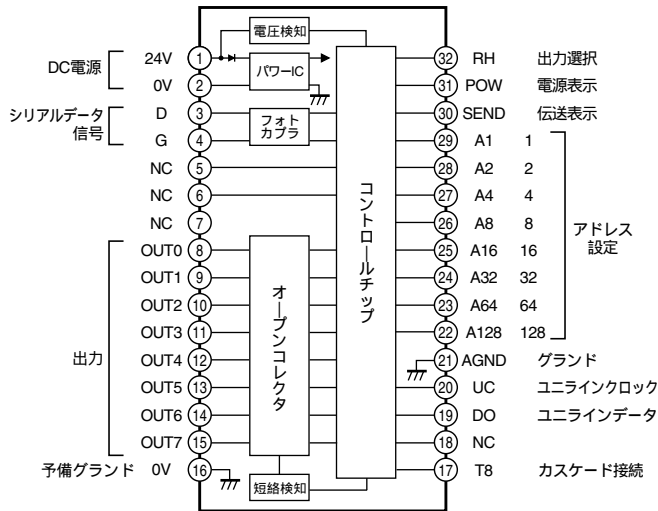 電圧検知
パワーIC
フォト
カプラ
コントロールチップ
オープンコレクタ
短絡検知
DC電源
24V 1
0V 2
シリアルデータ
信号
D 3
G 4
NC 5
NC 6
NC 7
出力
OUT0 8
OUT1 9
OUT2 10
OUT3 11
OUT4 12
OUT5 13
OUT6 14
OUT7 15
予備グランド 0V 16
32 RH 出力選択
31 POW 電源表示
30 SEND 伝送表示
29 A1 1
28 A2 2
27 A4 4
26 A8 8
25 A16 16
24 A32 32
23 A64 64
22 A128 128
アドレス
設定
21 AGND グランド
20 UC ユニラインクロック
19 DO ユニラインデータ
18 NC
17 T8 カスケード接続